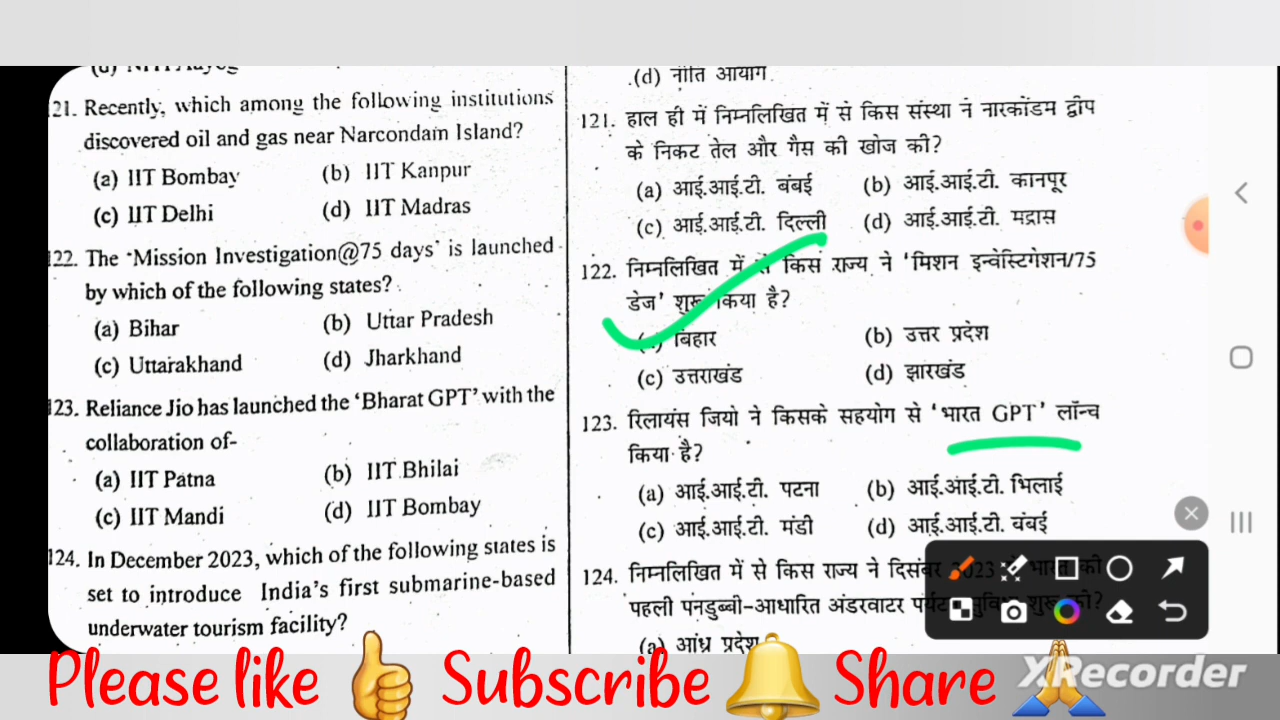 21. Recently, which among the following institutions
discovered oil and gas near Narcondam Island?
(a) IIT Bombay (b) IIT Kanpur
(c) IIT Delhi (d) IIT Madras
122. The 'Mission Investigation@75 days' is launched
by which of the following states?
(a) Bihar (b) Uttar Pradesh
(c) Uttarakhand (d) Jharkhand
123. Reliance Jio has launched the 'Bharat GPT' with the
collaboration of-
(a) IIT Patna (b) IIT Bhilai
(c) IIT Mandi (d) IIT Bombay
124. In December 2023, which of the following states is
set to introduce India's first submarine-based
underwater tourism facility?
(d) नीति आयोग
121. हाल ही में निम्नलिखित में से किस संस्था ने नारकोंडम द्वीप
के निकट तेल और गैस की खोज की?
(a) आई.आई.टी. बंबई (b) आई.आई.टी. कानपूर
(c) आई.आई.टी. दिल्ली (d) आई.आई.टी. मद्रास
122. निम्नलिखित में से किस राज्य ने 'मिशन इन्वेस्टिगेशन/75
डेज' शुरू किया है?
बिहार (b) उत्तर प्रदेश
(c) उत्तराखंड (d) झारखंड
123. रिलायंस जियो ने किसके सहयोग से 'भारत GPT' लॉन्च
किया है?
(a) आई.आई.टी. पटना (b) आई.आई.टी. भिलाई
(c) आई.आई.टी. मंडी (d) आई.आई.टी. बंबई
124. निम्नलिखित में से किस राज्य ने दिसंबर 2023 में भारत की
पहली पनडुब्बी-आधारित अंडरवाटर पर्यटन सुविधा शुरू की?
(a) आंध्र प्रदेश
Please like Subscribe Share
XRecorder